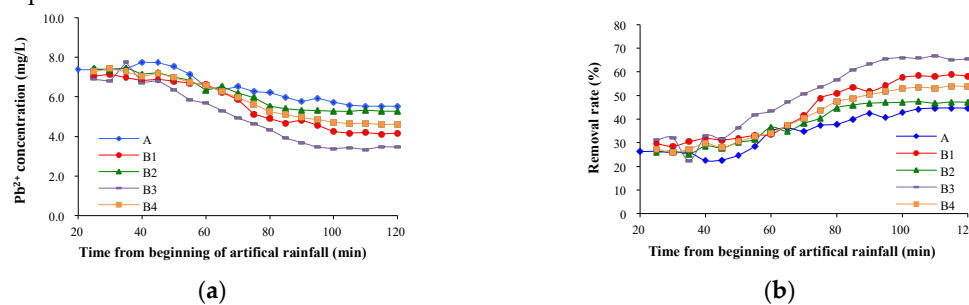 10.0
8.0
6.0
4.0
2.0
0.0
20 40 60 80 100 120
Pb²⁺ concentration (mg/L)
Time from beginning of artifical rainfall (min)
A
B1
B2
B3
B4
(a)
80
70
60
50
40
30
20
10
0
20 40 60 80 100 120
Removal rate (%)
Time from beginning of artifical rainfall (min)
A
B1
B2
B3
B4
(b)